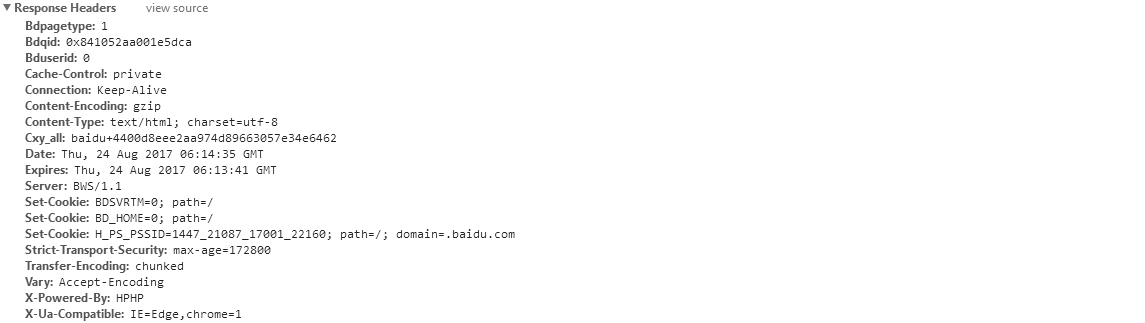 ▼ Response Headers view source
Bdpagetype: 1
Bdqid: 0x841052aa001e5dca
Bduserid: 0
Cache-Control: private
Connection: Keep-Alive
Content-Encoding: gzip
Content-Type: text/html; charset=utf-8
Cxy_all: baidu+4400d8eee2aa974d89663057e34e6462
Date: Thu, 24 Aug 2017 06:14:35 GMT
Expires: Thu, 24 Aug 2017 06:13:41 GMT
Server: BWS/1.1
Set-Cookie: BDSVRTM=0; path=/
Set-Cookie: BD_HOME=0; path=/
Set-Cookie: H_PS_PSSID=1447_21087_17001_22160; path=/; domain=.baidu.com
Strict-Transport-Security: max-age=172800
Transfer-Encoding: chunked
Vary: Accept-Encoding
X-Powered-By: HPHP
X-Ua-Compatible: IE=Edge,chrome=1